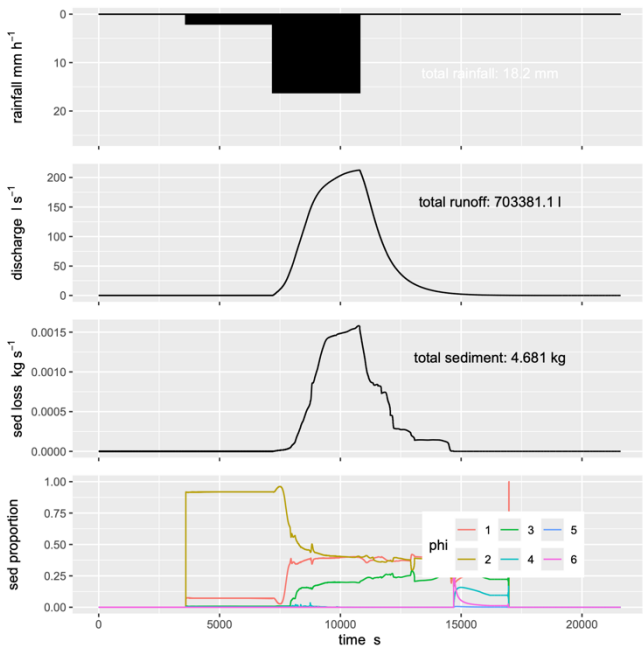 rainfall mm h⁻¹
0
10
20
total rainfall: 18.2 mm
discharge l s⁻¹
200
150
100
50
0
total runoff: 703381.1 l
sed loss kg s⁻¹
0.0015
0.0010
0.0005
0.0000
total sediment: 4.681 kg
sed proportion
1.00
0.75
0.50
0.25
0.00
phi
1 3 5
2 4 6
0 5000 10000 15000 20000
time s